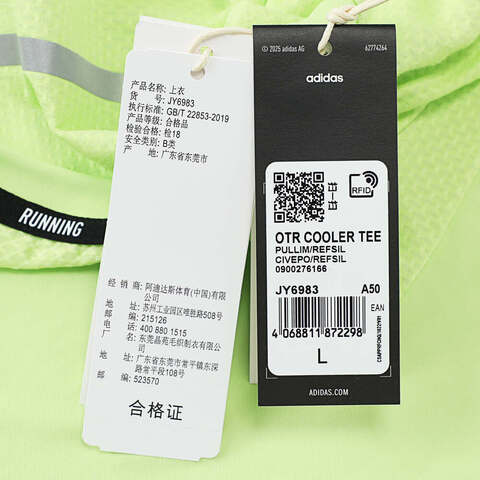 产品名称: 上衣
货 号: JY6983
执行标准: GB/T 22853-2019
产品等级: 合格品
检验合格: 检18
安全类别: B类
产 地: 广东省东莞市
经 销 商: 阿迪达斯体育(中国)有限公司
地 址: 苏州工业园区唯胜路508号
邮 编: 215126
电 话: 400 880 1515
厂 名: 东莞晶苑毛织制衣有限公司
地 址: 广东省东莞市常平镇东深路常平段108号
邮 编: 523570
合格证
RUNNING
© 2025 adidas AG
62774264
adidas
RFID
OTR COOLER TEE
PULLIM/REFSIL
CIVEPO/REFSIL
0900276166
JY6983 A50
EAN
4 068811 872298
L
ADIDAS.COM